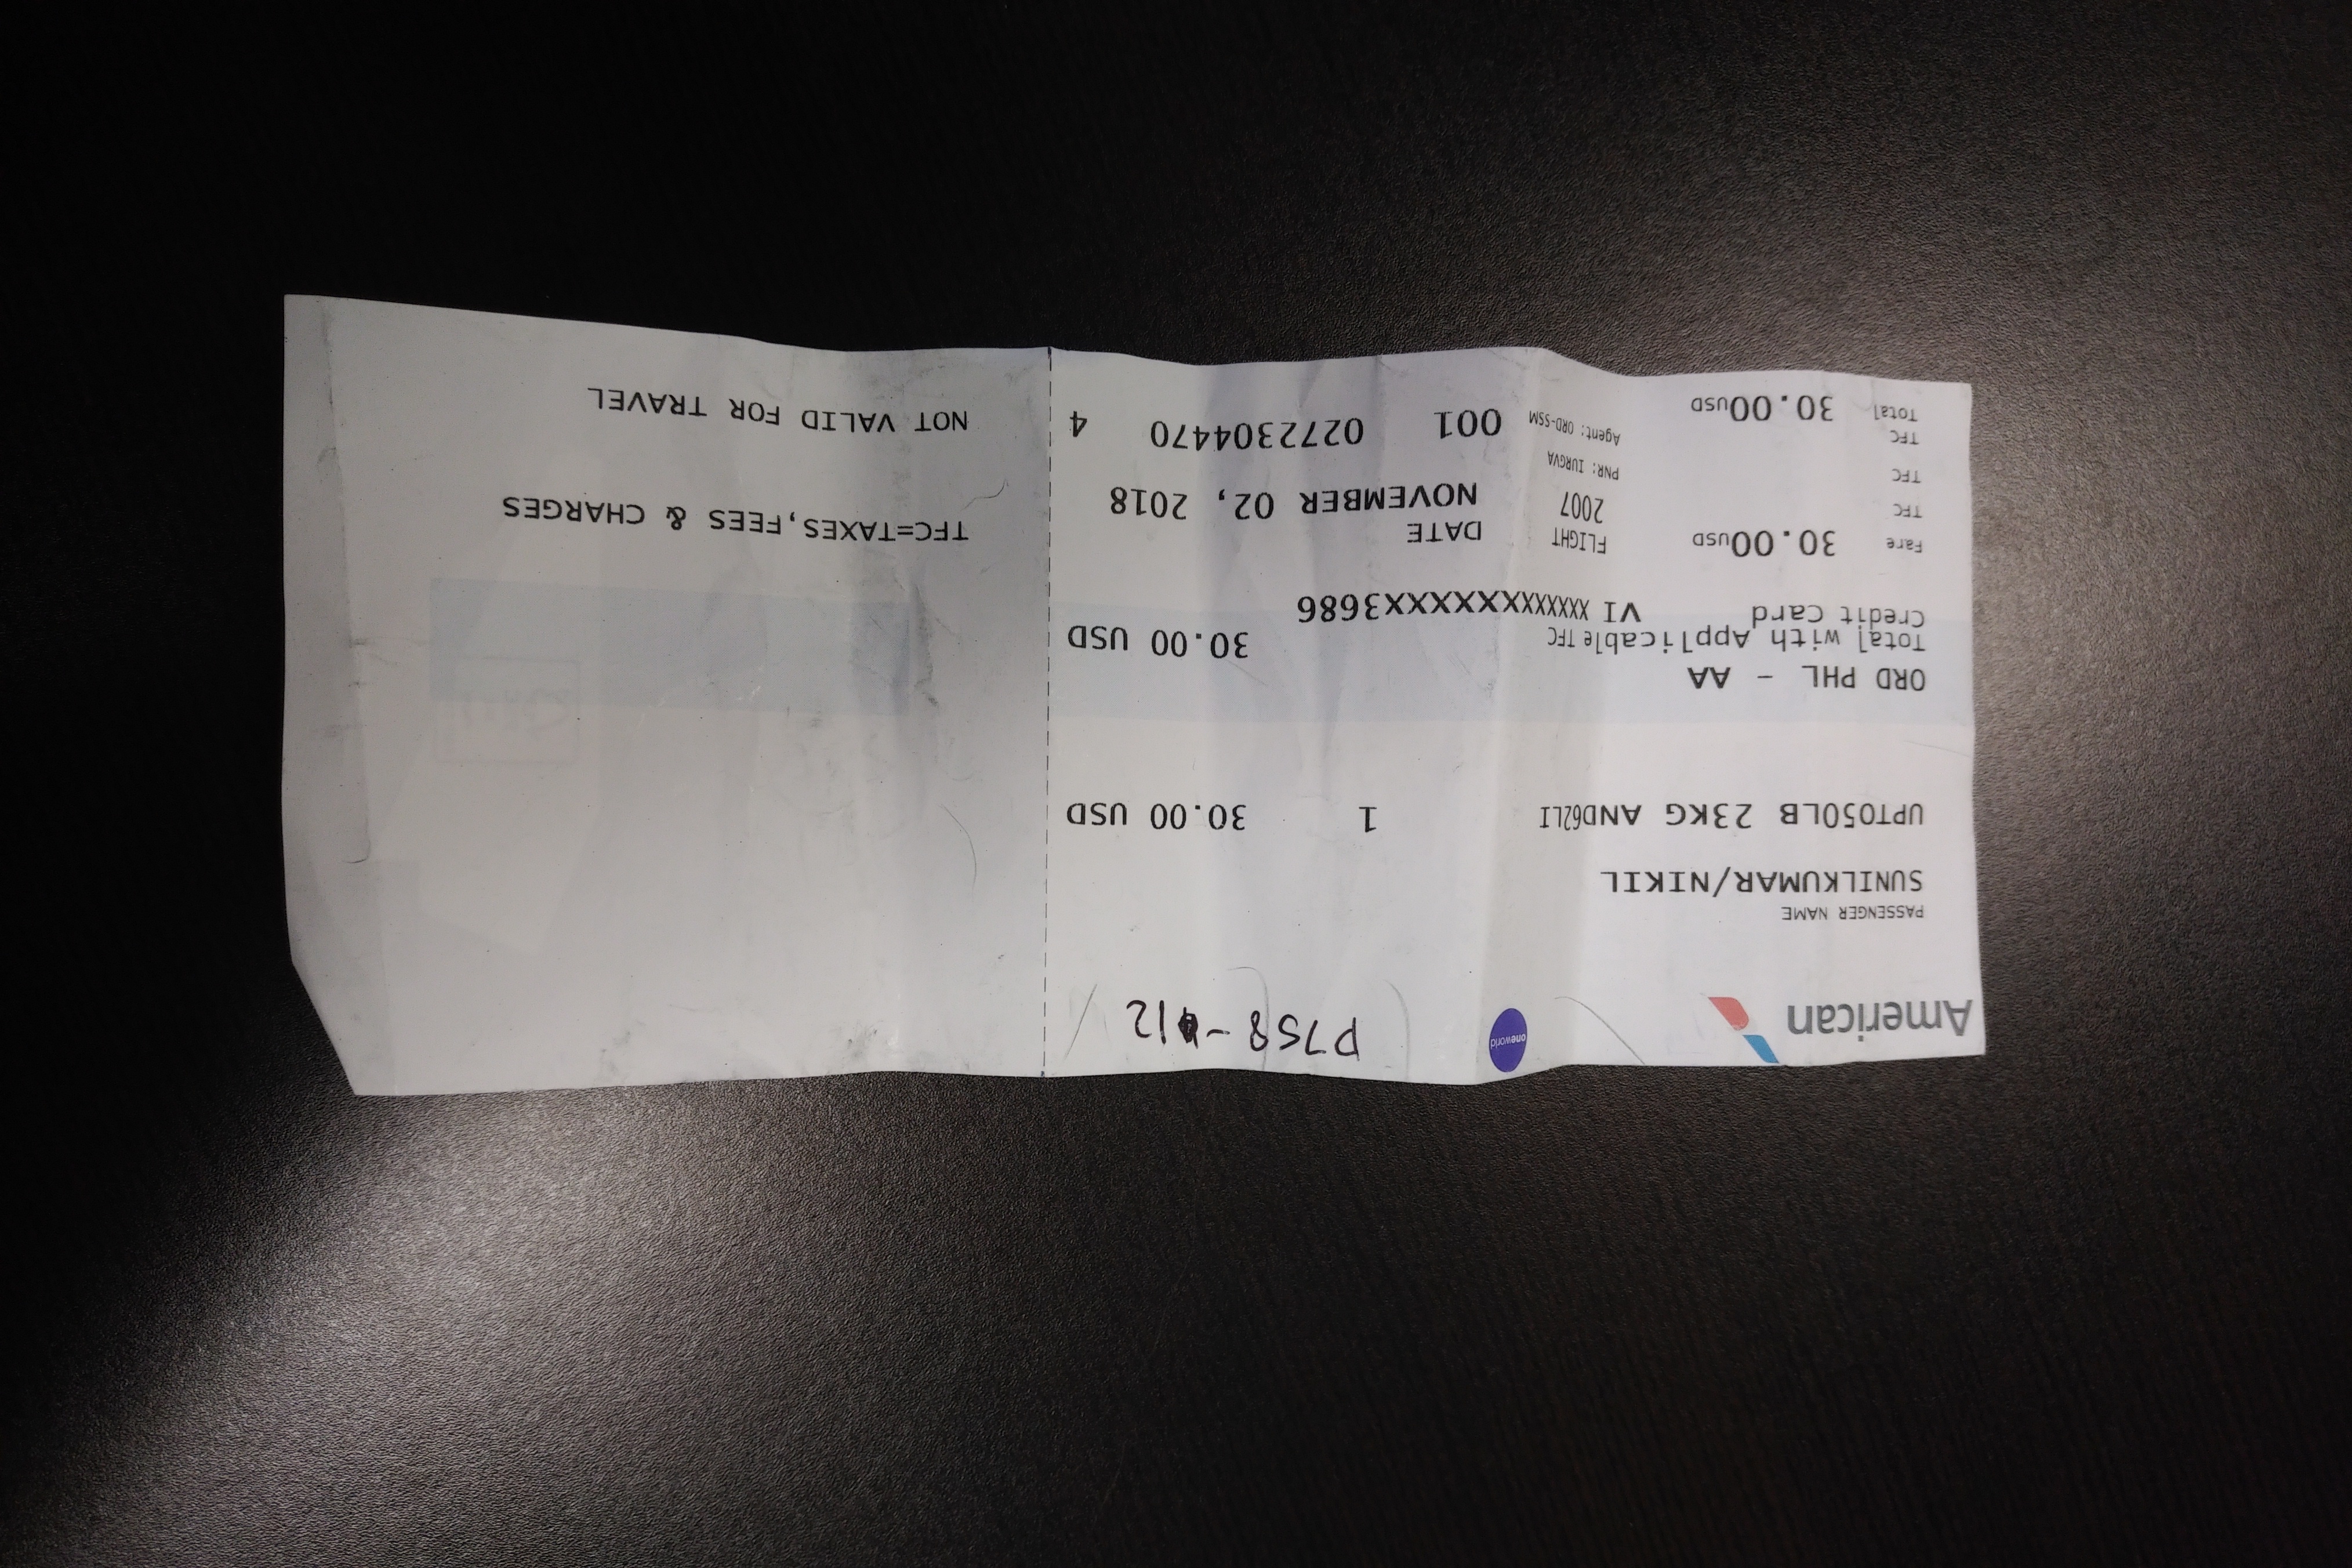 American
oneworld
P758-12
PASSENGER NAME
SUNILKUMAR/NIKIL
UPTO50LB 23KG AND62LI 1 30.00 USD
ORD PHL - AA
Total with Applicable TFC 30.00 USD
Credit Card VI XXXXXXXXXXXX3686
Fare 30.00USD
TFC
TFC
TFC
Total 30.00USD
FLIGHT
2007
PNR: IURGVA
Agent: ORD-SSM
DATE
NOVEMBER 02, 2018
001 0272304470 4
TFC=TAXES,FEES & CHARGES
NOT VALID FOR TRAVEL